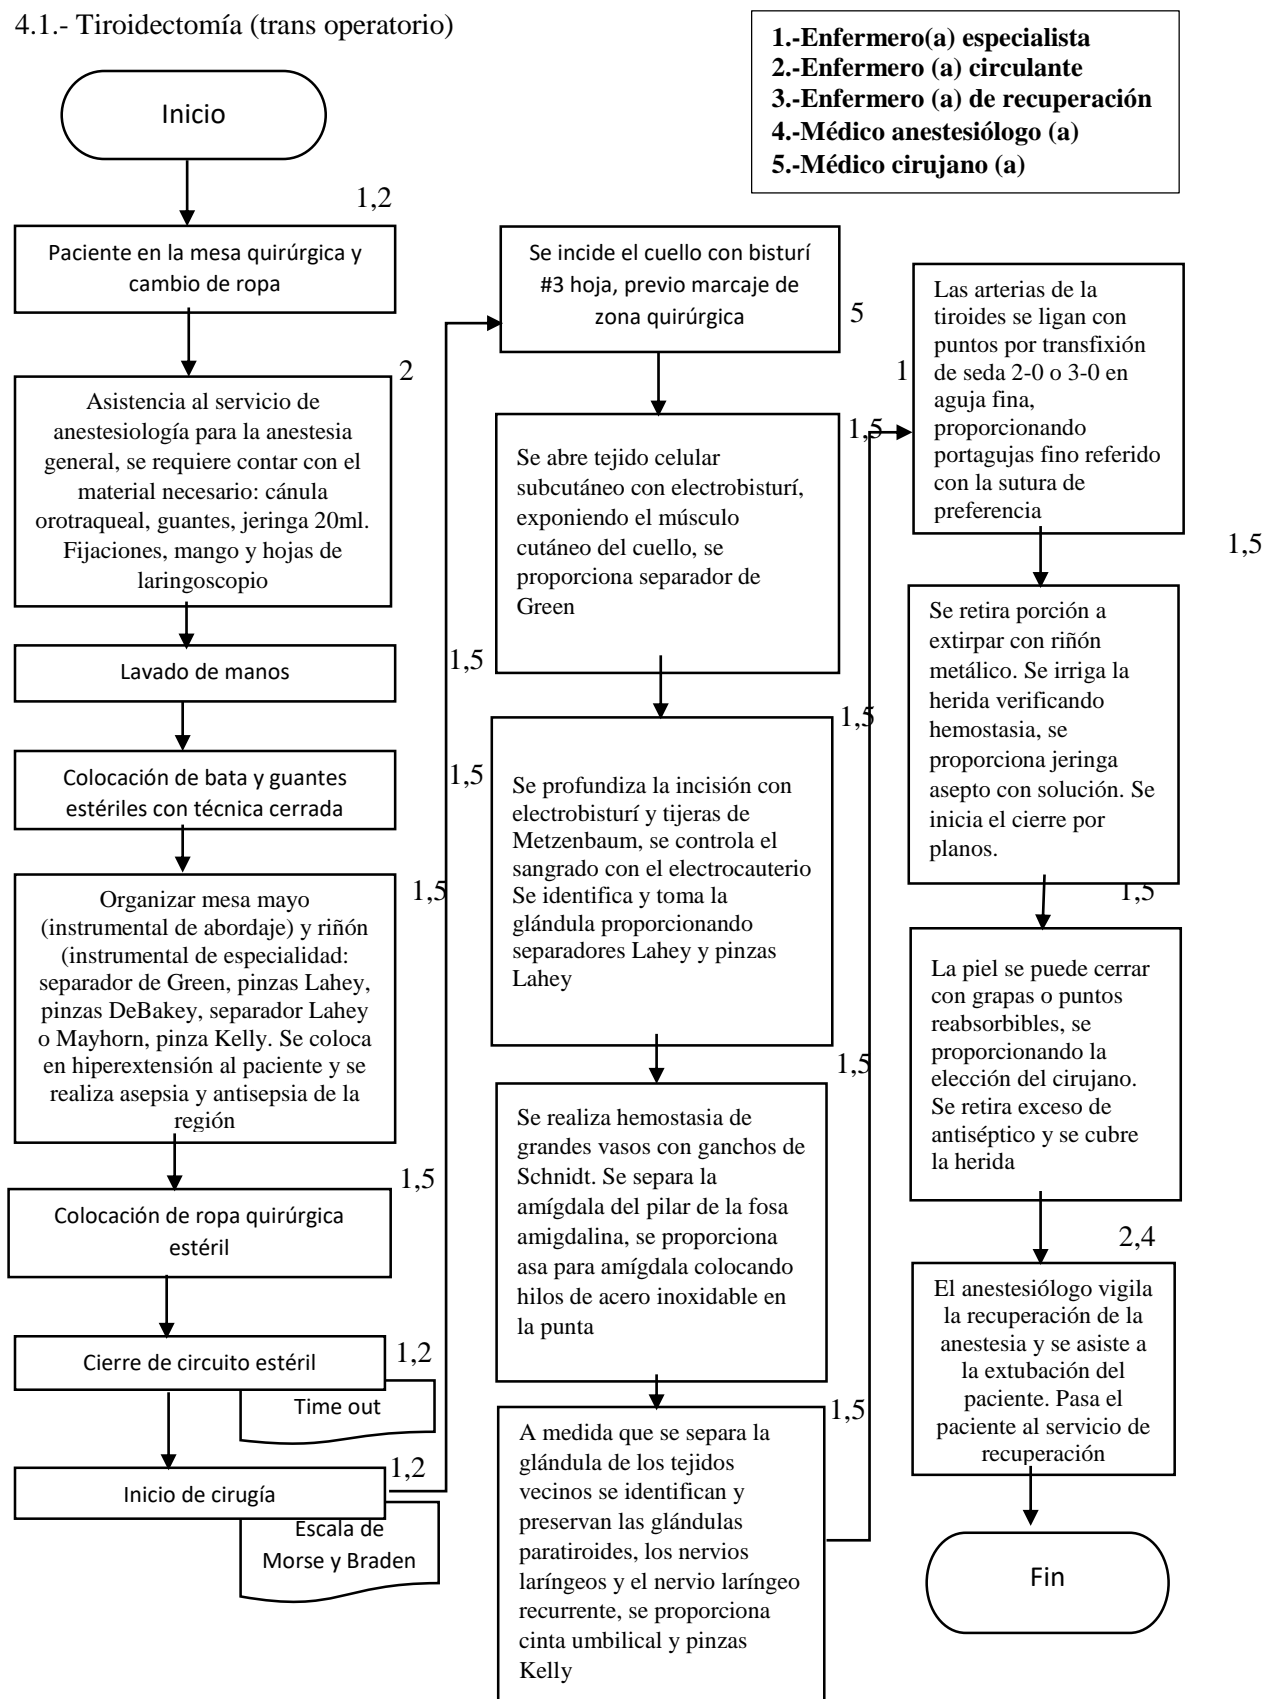 4.1.- Tiroidectomía (trans operatorio)
1.-Enfermero(a) especialista
2.-Enfermero (a) circulante
3.-Enfermero (a) de recuperación
4.-Médico anestesiólogo (a)
5.-Médico cirujano (a)
Inicio
1,2
Paciente en la mesa quirúrgica y
cambio de ropa
2
Asistencia al servicio de
anestesiología para la anestesia
general, se requiere contar con el
material necesario: cánula
orotraqueal, guantes, jeringa 20ml.
Fijaciones, mango y hojas de
laringoscopio
1,5
Lavado de manos
1,5
Colocación de bata y guantes
estériles con técnica cerrada
1,5
Organizar mesa mayo
(instrumental de abordaje) y riñón
(instrumental de especialidad:
separador de Green, pinzas Lahey,
pinzas DeBakey, separador Lahey
o Mayhorn, pinza Kelly. Se coloca
en hiperextensión al paciente y se
realiza asepsia y antisepsia de la
región
1,5
Colocación de ropa quirúrgica
estéril
1,2
Cierre de circuito estéril
Time out
1,2
Inicio de cirugía
Escala de
Morse y Braden
Se incide el cuello con bisturí
#3 hoja, previo marcaje de
zona quirúrgica
5
1,5
Se abre tejido celular
subcutáneo con electrobisturí,
exponiendo el músculo
cutáneo del cuello, se
proporciona separador de
Green
1,5
Se profundiza la incisión con
electrobisturí y tijeras de
Metzenbaum, se controla el
sangrado con el electrocauterio
Se identifica y toma la
glándula proporcionando
separadores Lahey y pinzas
Lahey
1,5
Se realiza hemostasia de
grandes vasos con ganchos de
Schnidt. Se separa la
amígdala del pilar de la fosa
amigdalina, se proporciona
asa para amígdala colocando
hilos de acero inoxidable en
la punta
1,5
A medida que se separa la
glándula de los tejidos
vecinos se identifican y
preservan las glándulas
paratiroides, los nervios
laríngeos y el nervio laríngeo
recurrente, se proporciona
cinta umbilical y pinzas
Kelly
1
Las arterias de la
tiroides se ligan con
puntos por transfixión
de seda 2-0 o 3-0 en
aguja fina,
proporcionando
portagujas fino referido
con la sutura de
preferencia
1,5
Se retira porción a
extirpar con riñón
metálico. Se irriga la
herida verificando
hemostasia, se
proporciona jeringa
asepto con solución. Se
inicia el cierre por
planos.
1,5
La piel se puede cerrar
con grapas o puntos
reabsorbibles, se
proporcionando la
elección del cirujano.
Se retira exceso de
antiséptico y se cubre
la herida
2,4
El anestesiólogo vigila
la recuperación de la
anestesia y se asiste a
la extubación del
paciente. Pasa el
paciente al servicio de
recuperación
Fin